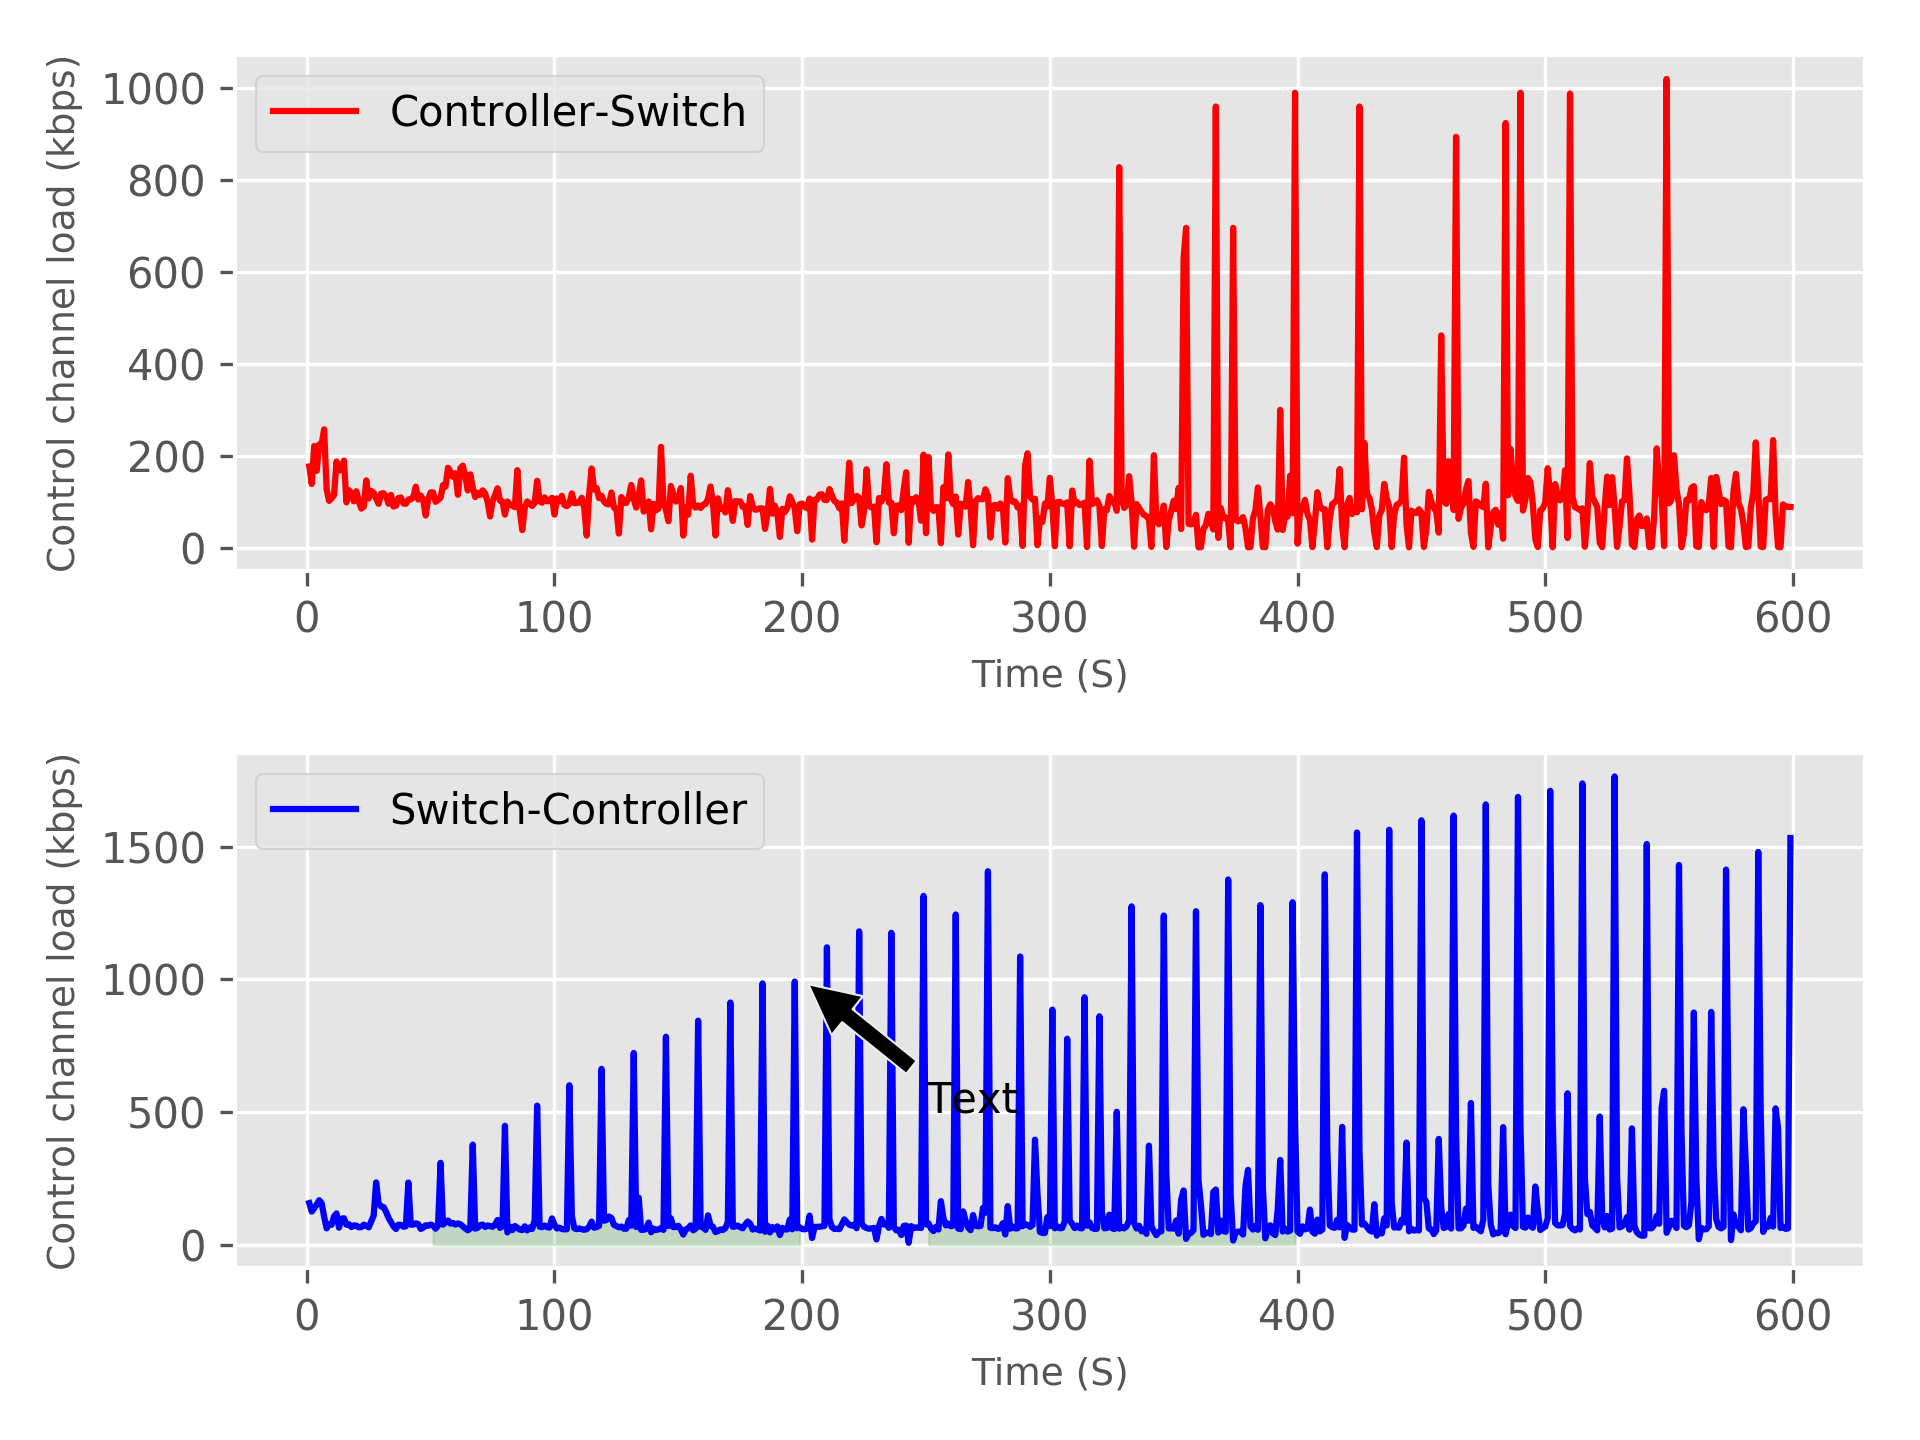 Control channel load (kbps)
1000
800
600
400
200
0
Controller-Switch
0 100 200 300 400 500 600
Time (S)
Control channel load (kbps)
1500
1000
500
0
Switch-Controller
Text
0 100 200 300 400 500 600
Time (S)